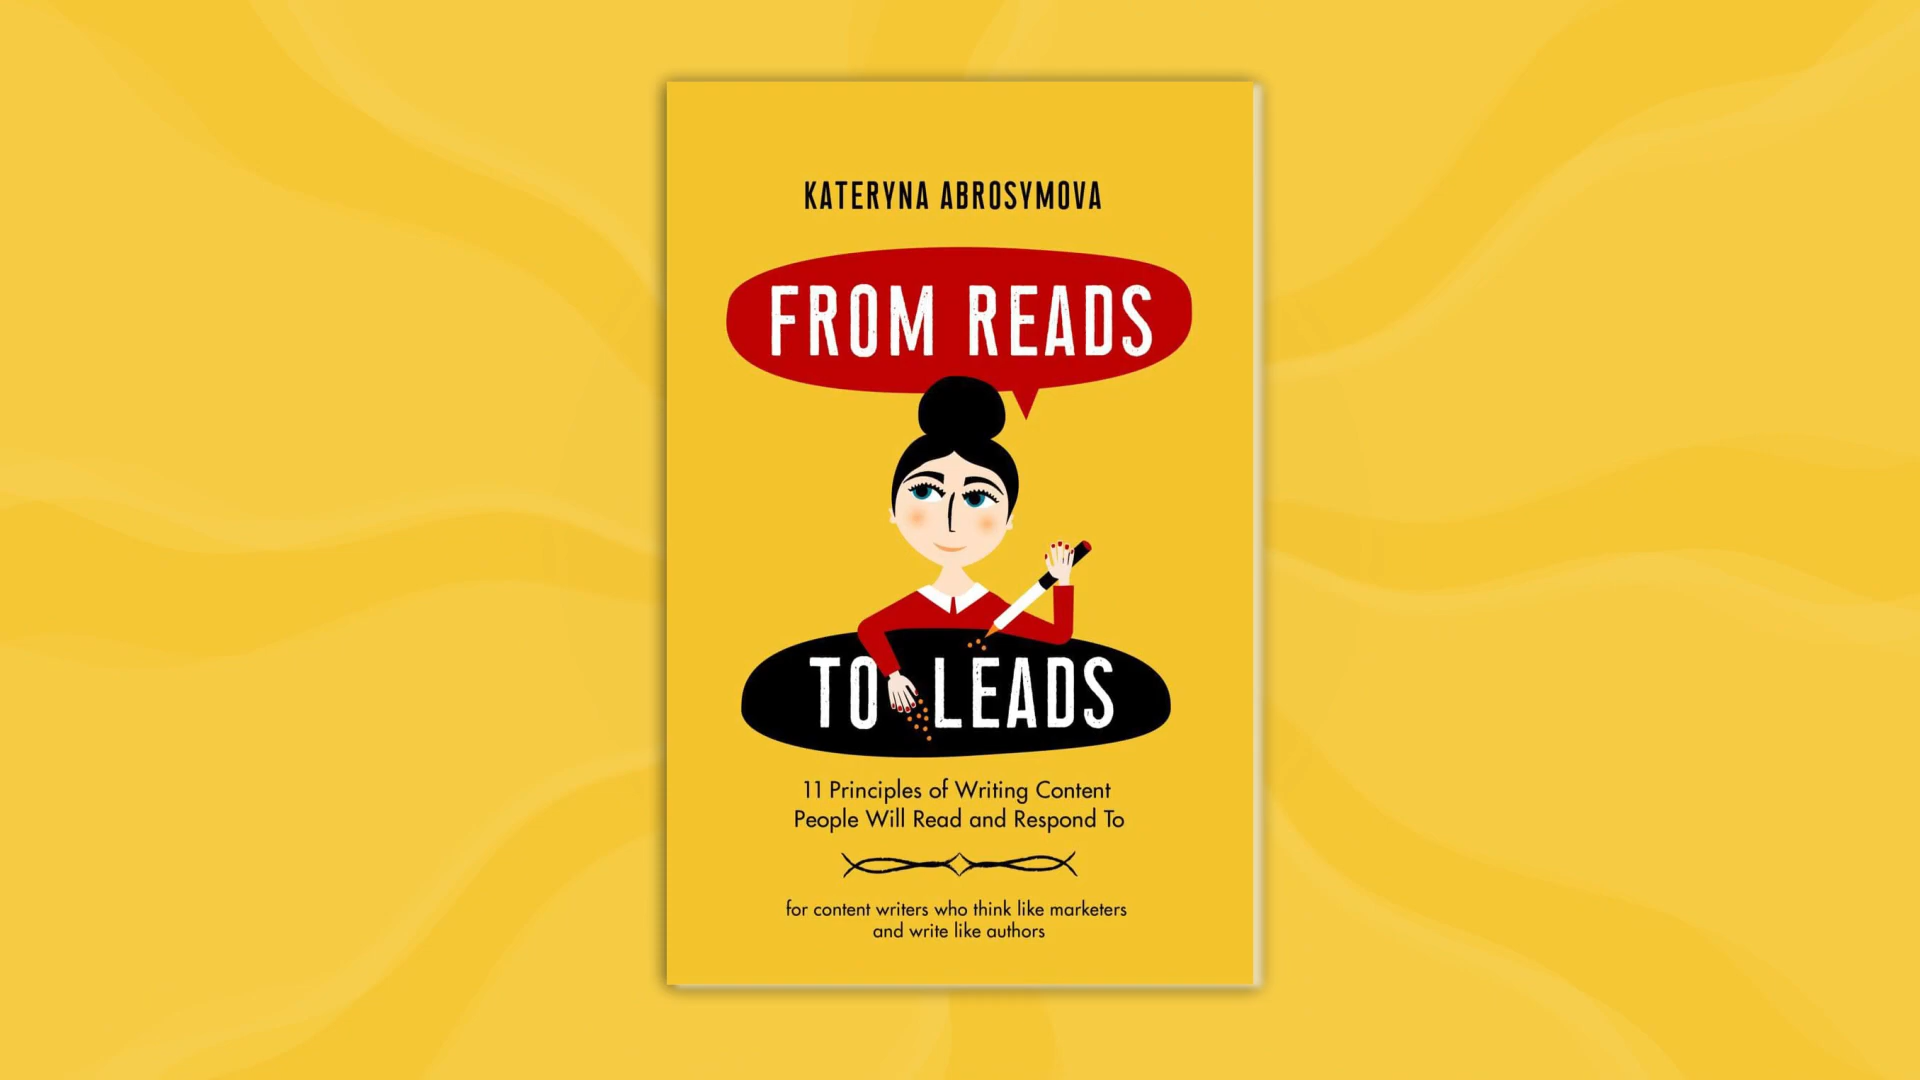 KATERYNA ABROSYMOVA
FROM READS
TO LEADS
11 Principles of Writing Content
People Will Read and Respond To
for content writers who think like marketers
and write like authors